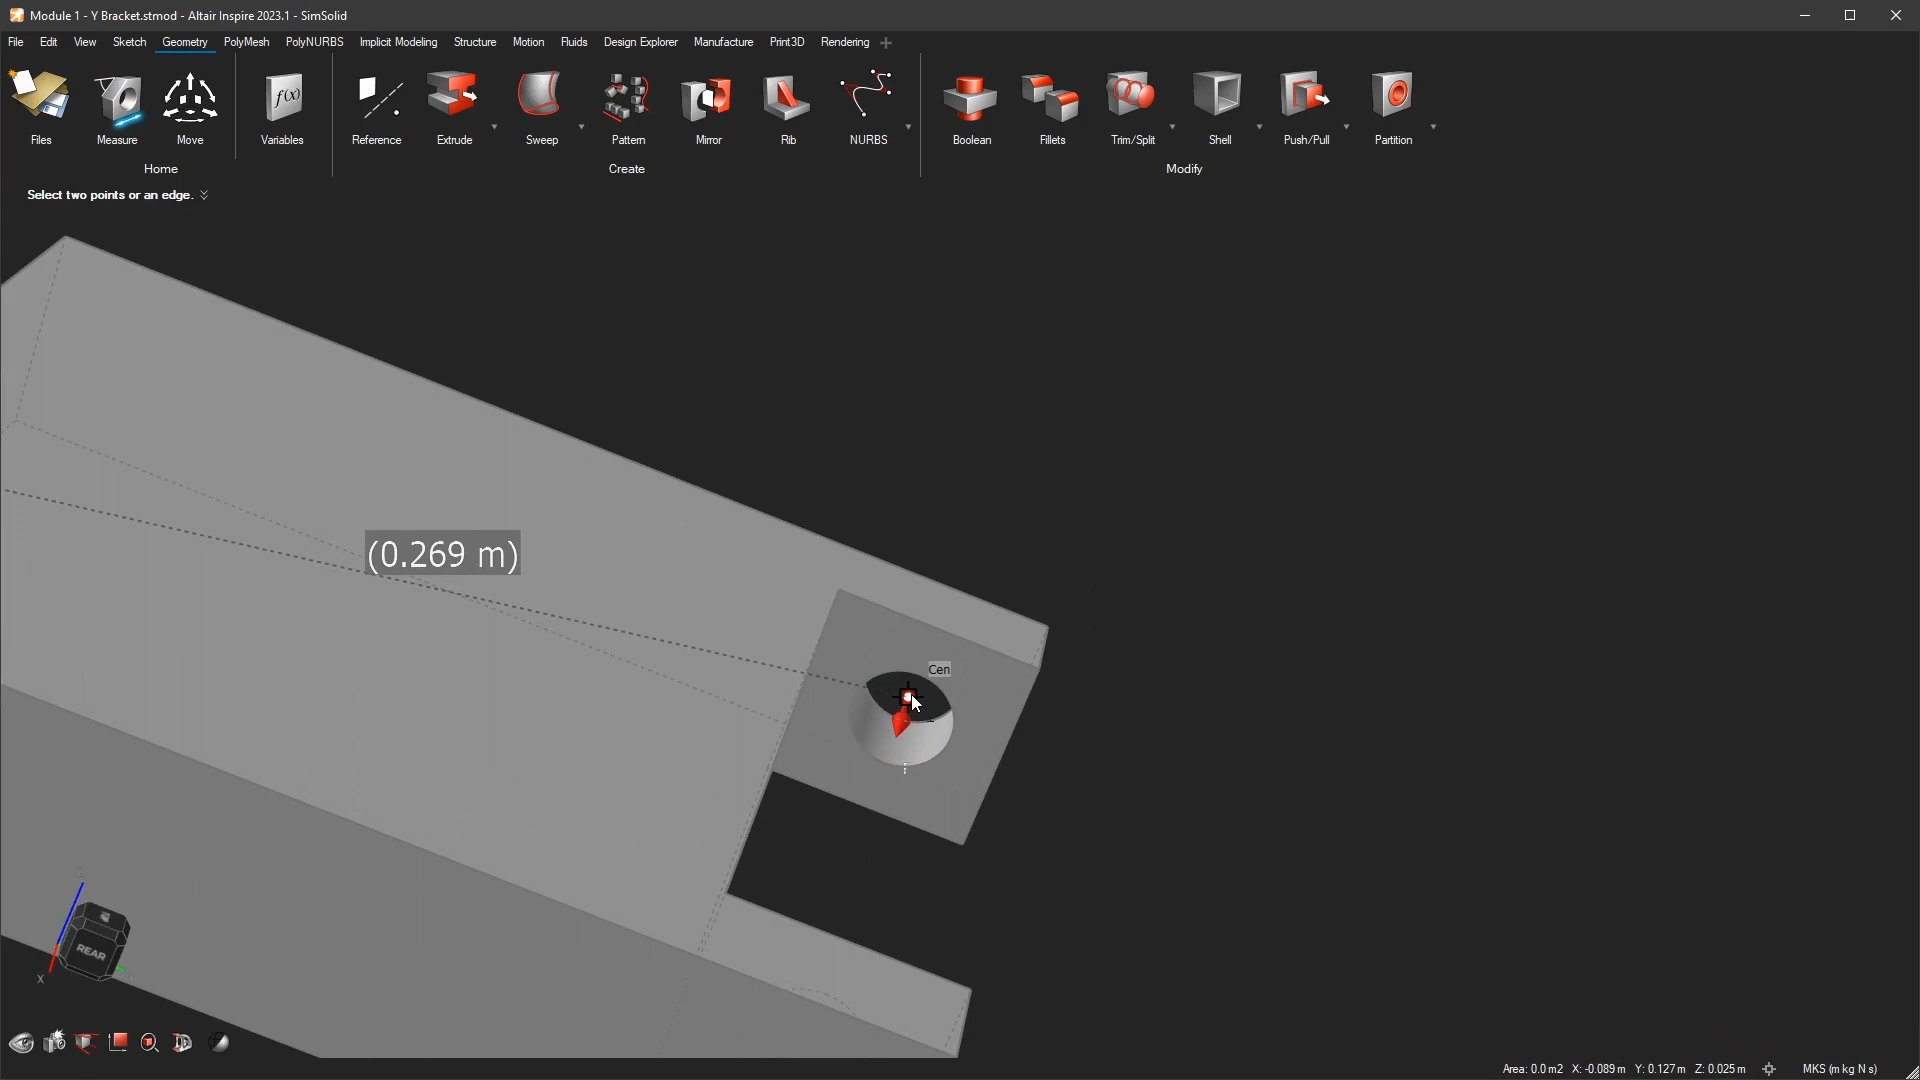 Module 1 - Y Bracket.stmod - Altair Inspire 2023.1 - SimSolid
File Edit View Sketch Geometry PolyMesh PolyNURBS Implicit Modeling Structure Motion Fluids Design Explorer Manufacture Print3D Rendering
f(x)
Files Measure Move Variables Reference Extrude Sweep Pattern Mirror Rib NURBS Boolean Fillets Trim/Split Shell Push/Pull Partition
Home Create Modify
Select two points or an edge.
(0.269 m)
Cen
Z
REAR
X
Area: 0.0 m2 X: -0.089 m Y: 0.127 m Z: 0.025 m MKS (m kg N s)